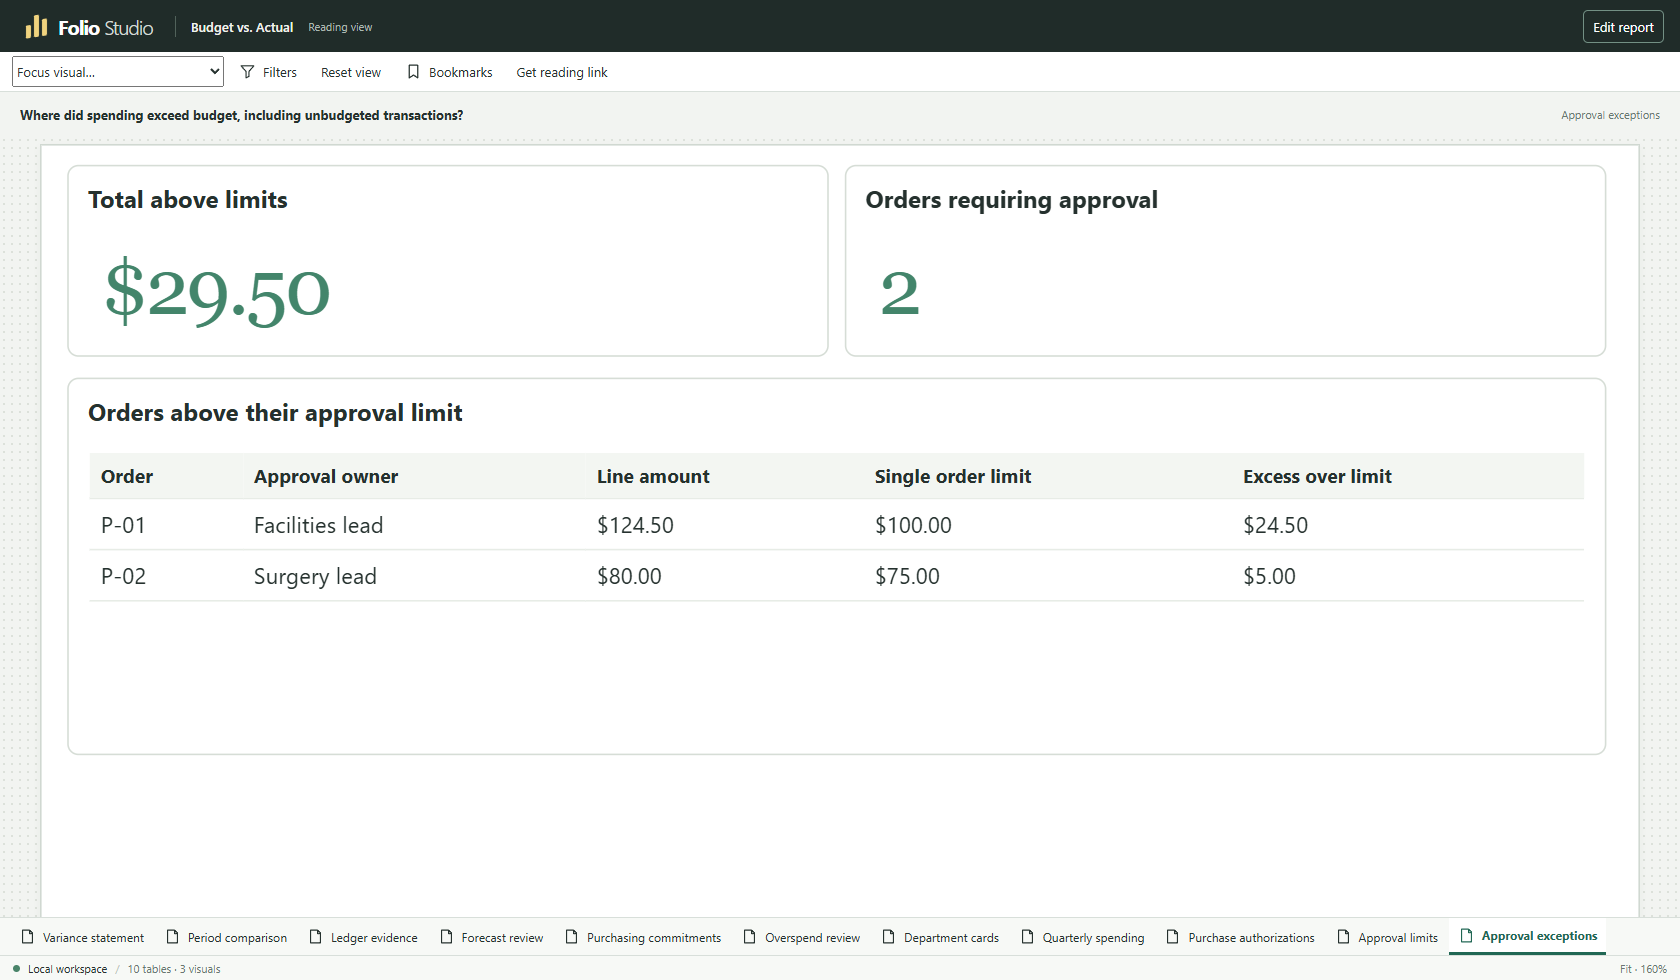 Folio Studio Budget vs. Actual Reading view Edit report
Focus visual... Filters Reset view Bookmarks Get reading link
Where did spending exceed budget, including unbudgeted transactions? Approval exceptions
Total above limits
$29.50
Orders requiring approval
2
Orders above their approval limit
Order Approval owner Line amount Single order limit Excess over limit
P-01 Facilities lead $124.50 $100.00 $24.50
P-02 Surgery lead $80.00 $75.00 $5.00
Variance statement Period comparison Ledger evidence Forecast review Purchasing commitments Overspend review Department cards Quarterly spending Purchase authorizations Approval limits Approval exceptions
Local workspace / 10 tables · 3 visuals Fit · 160%